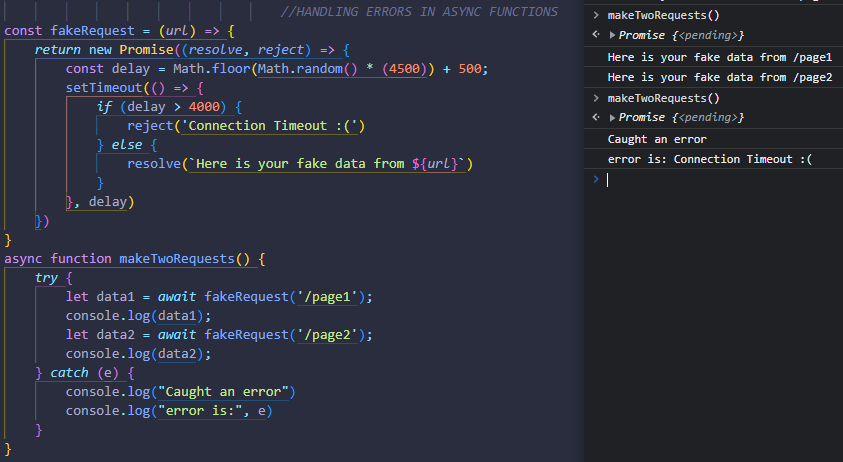 //HANDLING ERRORS IN ASYNC FUNCTIONS
const fakeRequest = (url) => {
    return new Promise((resolve, reject) => {
        const delay = Math.floor(Math.random() * (4500)) + 500;
        setTimeout(() => {
            if (delay > 4000) {
                reject('Connection Timeout :(')
            } else {
                resolve(`Here is your fake data from ${url}`)
            }
        }, delay)
    })
}
async function makeTwoRequests() {
    try {
        let data1 = await fakeRequest('/page1');
        console.log(data1);
        let data2 = await fakeRequest('/page2');
        console.log(data2);
    } catch (e) {
        console.log("Caught an error")
        console.log("error is:", e)
    }
}
> makeTwoRequests()
<· ▶ Promise {<pending>}
Here is your fake data from /page1
Here is your fake data from /page2
> makeTwoRequests()
<· ▶ Promise {<pending>}
Caught an error
error is: Connection Timeout :(
>